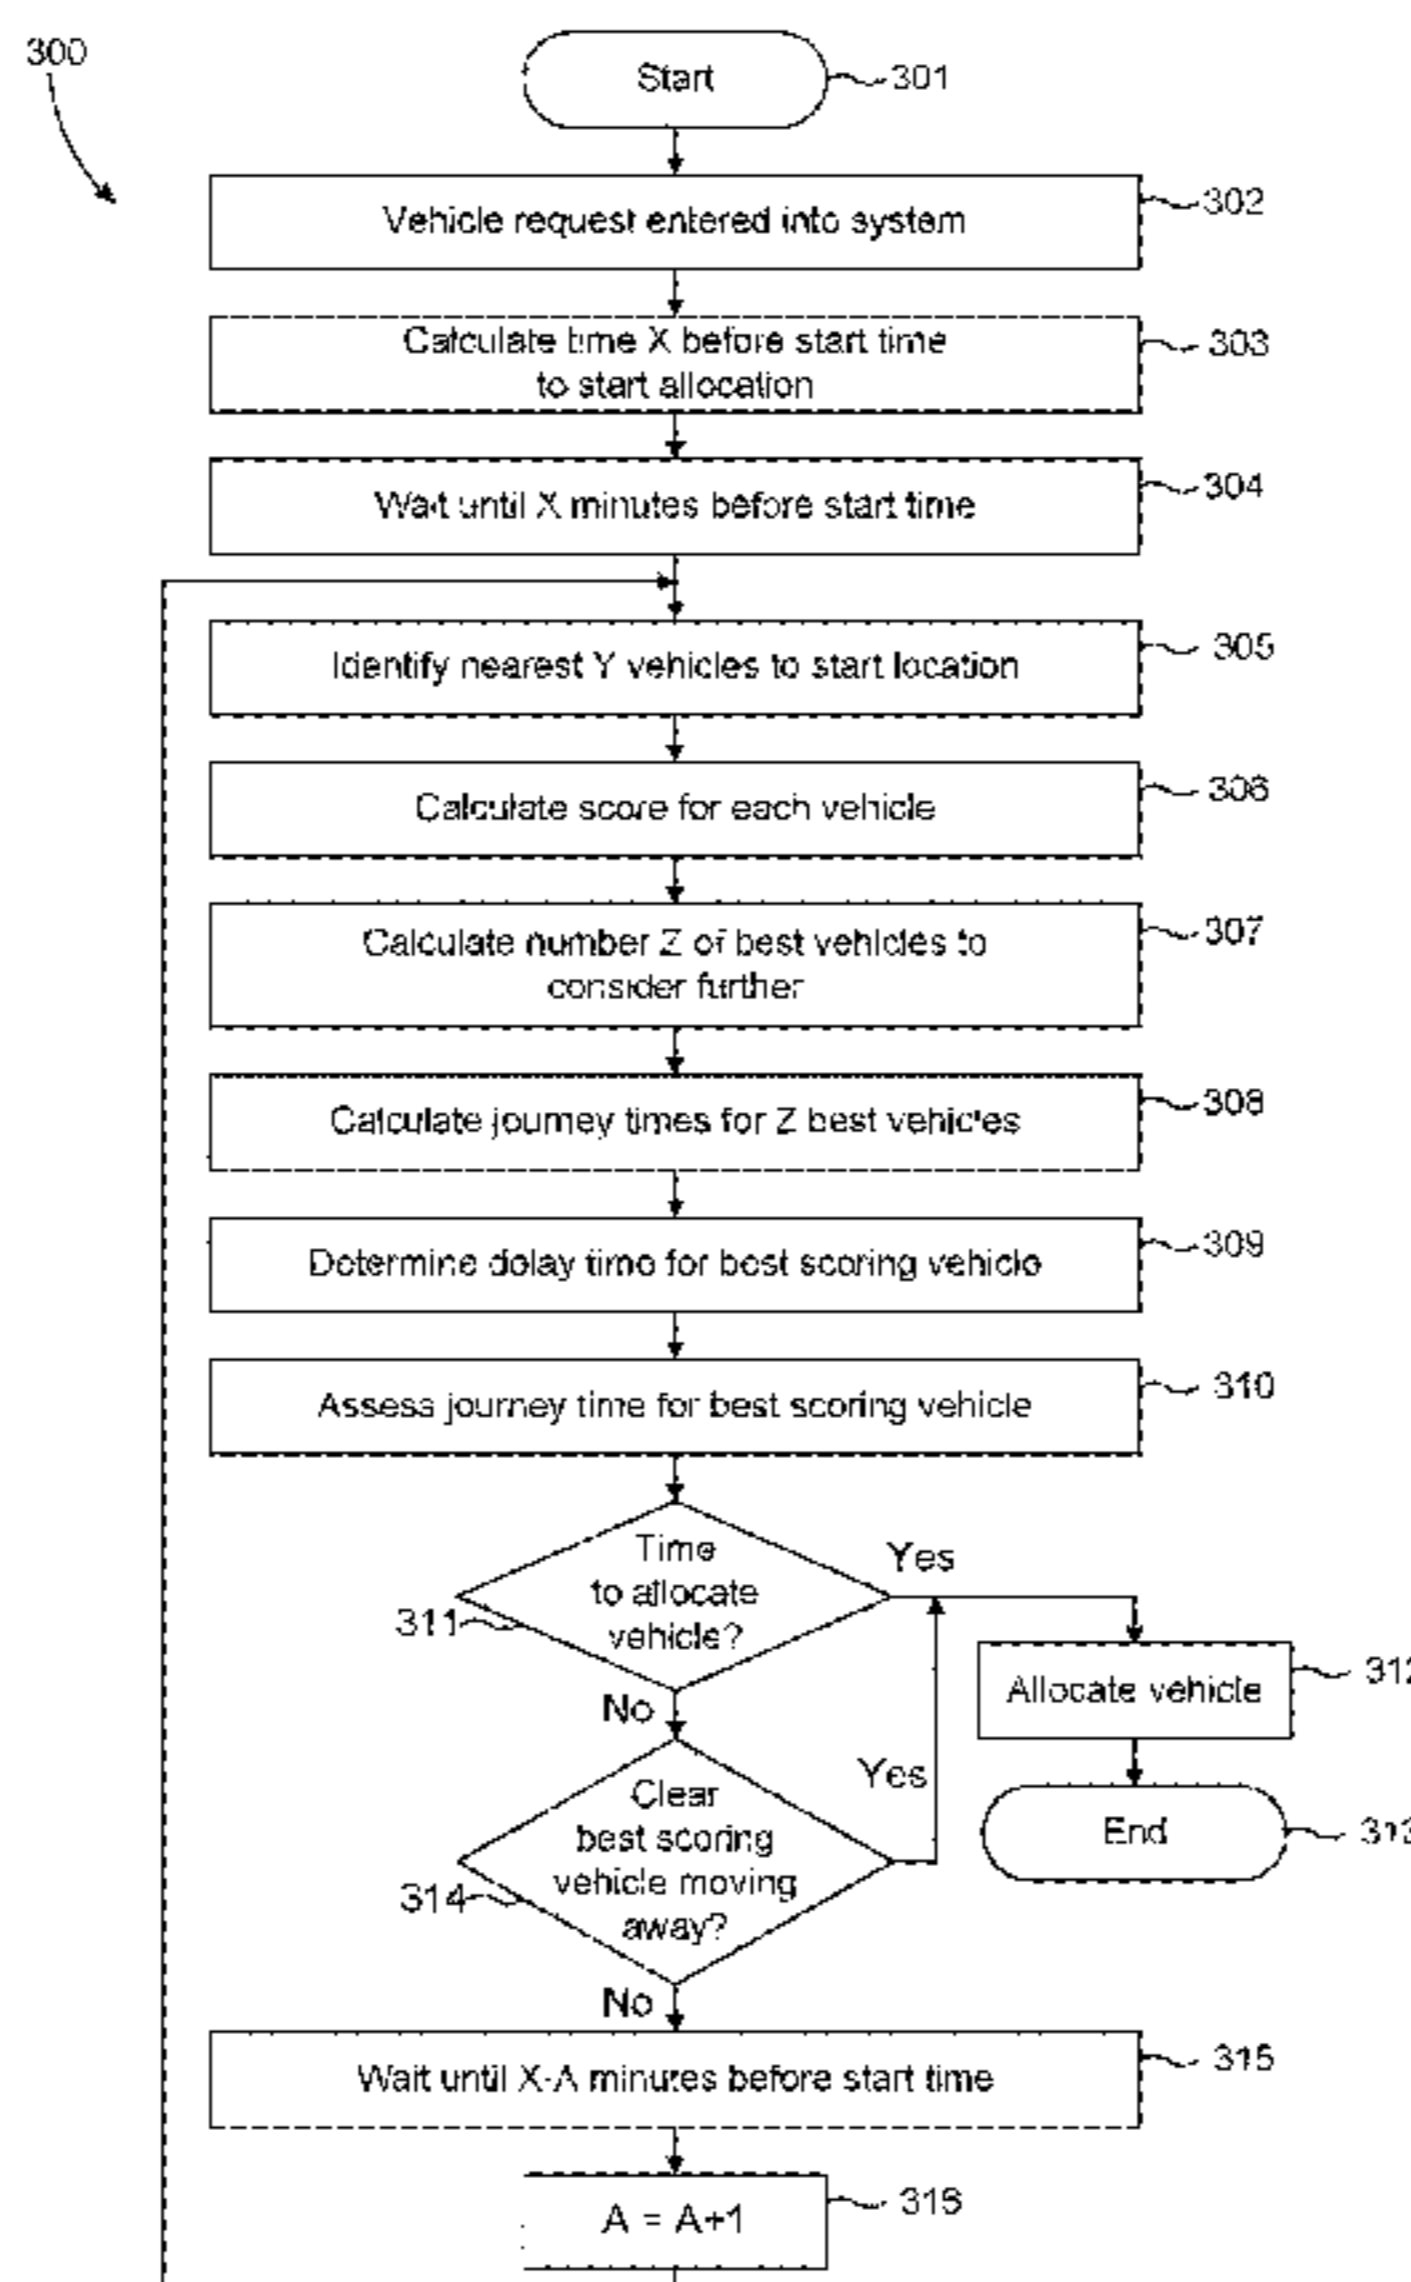 300
Start
301
Vehicle request entered into system
302
Calculate time X before start time
to start allocation
303
Wait until X minutes before start time
304
Identify nearest Y vehicles to start location
305
Calculate score for each vehicle
306
Calculate number Z of best vehicles to
consider further
307
Calculate journey times for Z best vehicles
308
Determine delay time for best scoring vehicle
309
Assess journey time for best scoring vehicle
310
Time
to allocate
vehicle?
311
Yes
No
Allocate vehicle
312
Clear
best scoring
vehicle moving
away?
314
Yes
No
End
313
Wait until X-A minutes before start time
315
A = A+1
316